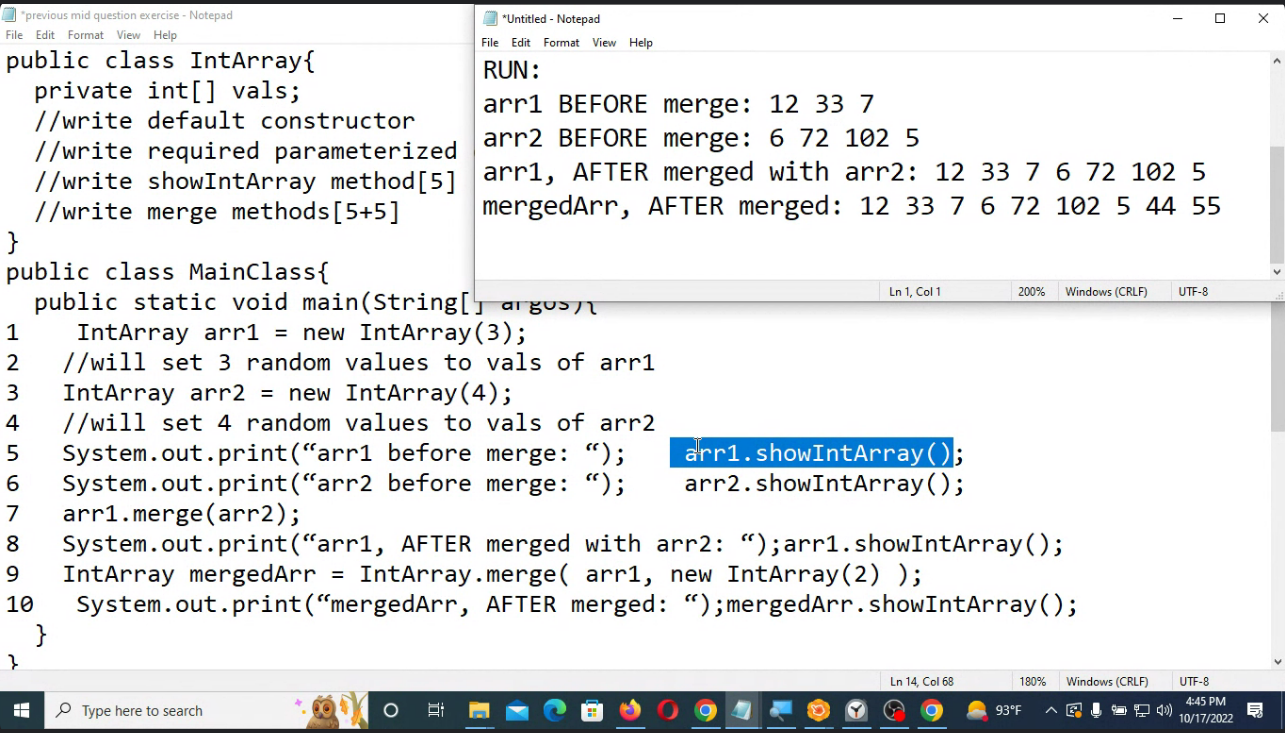 *previous mid question exercise - Notepad
File Edit Format View Help
public class IntArray{
private int[] vals;
//write default constructor
//write required parameterized
//write showIntArray method[5]
//write merge methods[5+5]
}
public class MainClass{
public static void main(String[] argos){
1 IntArray arr1 = new IntArray(3);
2 //will set 3 random values to vals of arr1
3 IntArray arr2 = new IntArray(4);
4 //will set 4 random values to vals of arr2
5 System.out.print(“arr1 before merge: “); arr1.showIntArray();
6 System.out.print(“arr2 before merge: “); arr2.showIntArray();
7 arr1.merge(arr2);
8 System.out.print(“arr1, AFTER merged with arr2: “);arr1.showIntArray();
9 IntArray mergedArr = IntArray.merge( arr1, new IntArray(2) );
10 System.out.print(“mergedArr, AFTER merged: “);mergedArr.showIntArray();
}
}
Ln 14, Col 68 180% Windows (CRLF) UTF-8
*Untitled - Notepad
File Edit Format View Help
RUN:
arr1 BEFORE merge: 12 33 7
arr2 BEFORE merge: 6 72 102 5
arr1, AFTER merged with arr2: 12 33 7 6 72 102 5
mergedArr, AFTER merged: 12 33 7 6 72 102 5 44 55
Ln 1, Col 1 200% Windows (CRLF) UTF-8
Type here to search
93°F
4:45 PM
10/17/2022